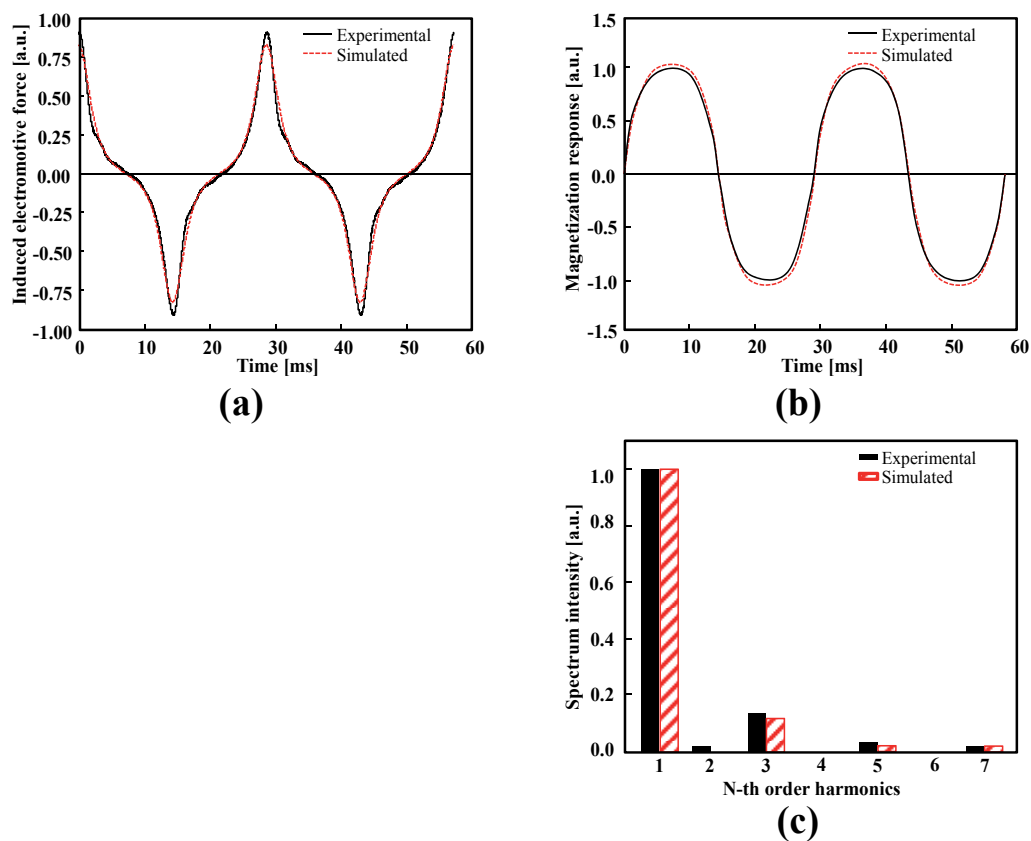 Induced electromotive force [a.u.]
1.00
0.75
0.50
0.25
0.00
-0.25
-0.50
-0.75
-1.00
Experimental
Simulated
0 10 20 30 40 50 60
Time [ms]
(a)
Magnetization response [a.u.]
1.5
1.0
0.5
0.0
-0.5
-1.0
-1.5
Experimental
Simulated
0 10 20 30 40 50 60
Time [ms]
(b)
Spectrum intensity [a.u.]
1.0
0.8
0.6
0.4
0.2
0.0
Experimental
Simulated
1 2 3 4 5 6 7
N-th order harmonics
(c)